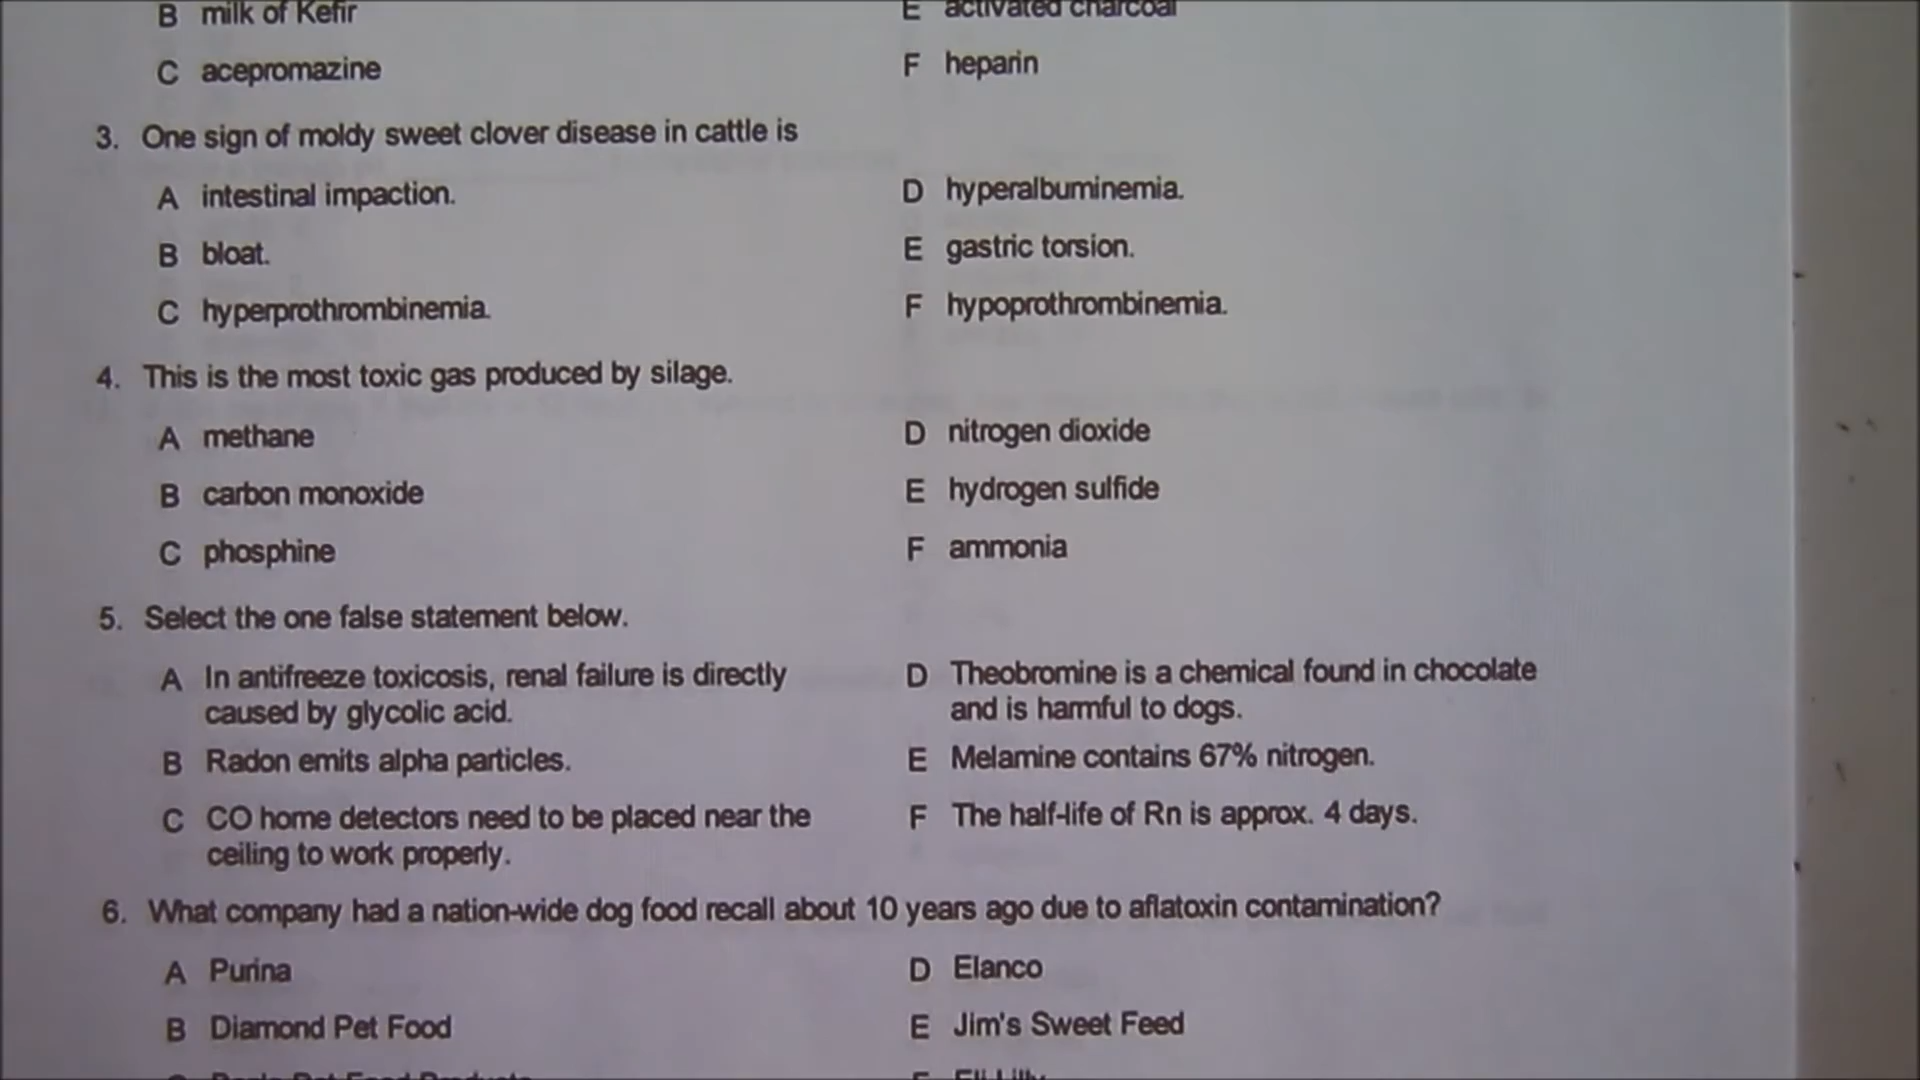 B milk of Kefir
E activated charcoal
C acepromazine
F heparin
3. One sign of moldy sweet clover disease in cattle is
A intestinal impaction.
D hyperalbuminemia.
B bloat.
E gastric torsion.
C hyperprothrombinemia.
F hypoprothrombinemia.
4. This is the most toxic gas produced by silage.
A methane
D nitrogen dioxide
B carbon monoxide
E hydrogen sulfide
C phosphine
F ammonia
5. Select the one false statement below.
A In antifreeze toxicosis, renal failure is directly
caused by glycolic acid.
D Theobromine is a chemical found in chocolate
and is harmful to dogs.
B Radon emits alpha particles.
E Melamine contains 67% nitrogen.
C CO home detectors need to be placed near the
ceiling to work properly.
F The half-life of Rn is approx. 4 days.
6. What company had a nation-wide dog food recall about 10 years ago due to aflatoxin contamination?
A Purina
D Elanco
B Diamond Pet Food
E Jim's Sweet Feed
Pet Food Products
Eli Lilly